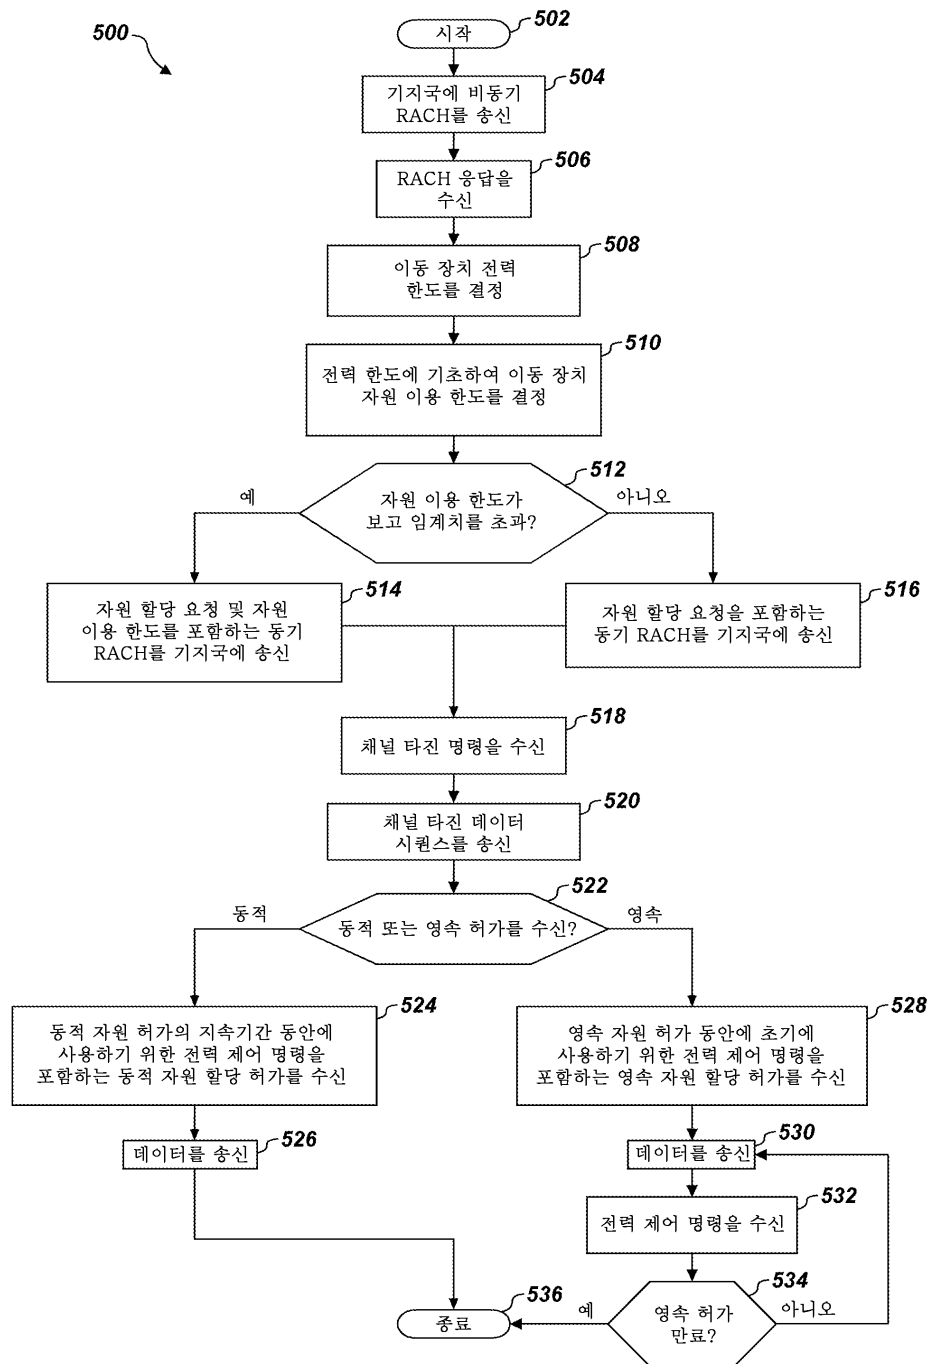 500
시작
502
기지국에 비동기
RACH를 송신
504
RACH 응답을
수신
506
이동 장치 전력
한도를 결정
508
전력 한도에 기초하여 이동 장치
자원 이용 한도를 결정
510
자원 이용 한도가
보고 임계치를 초과?
512
예
아니오
자원 할당 요청 및 자원
이용 한도를 포함하는 동기
RACH를 기지국에 송신
514
자원 할당 요청을 포함하는
동기 RACH를 기지국에 송신
516
채널 타진 명령을 수신
518
채널 타진 데이터
시퀀스를 송신
520
동적 또는 영속 허가를 수신?
522
동적
영속
동적 자원 허가의 지속기간 동안에
사용하기 위한 전력 제어 명령을
포함하는 동적 자원 할당 허가를 수신
524
영속 자원 허가 동안에 초기에
사용하기 위한 전력 제어 명령을
포함하는 영속 자원 할당 허가를 수신
528
데이터를 송신
526
데이터를 송신
530
전력 제어 명령을 수신
532
영속 허가
만료?
534
예
아니오
종료
536